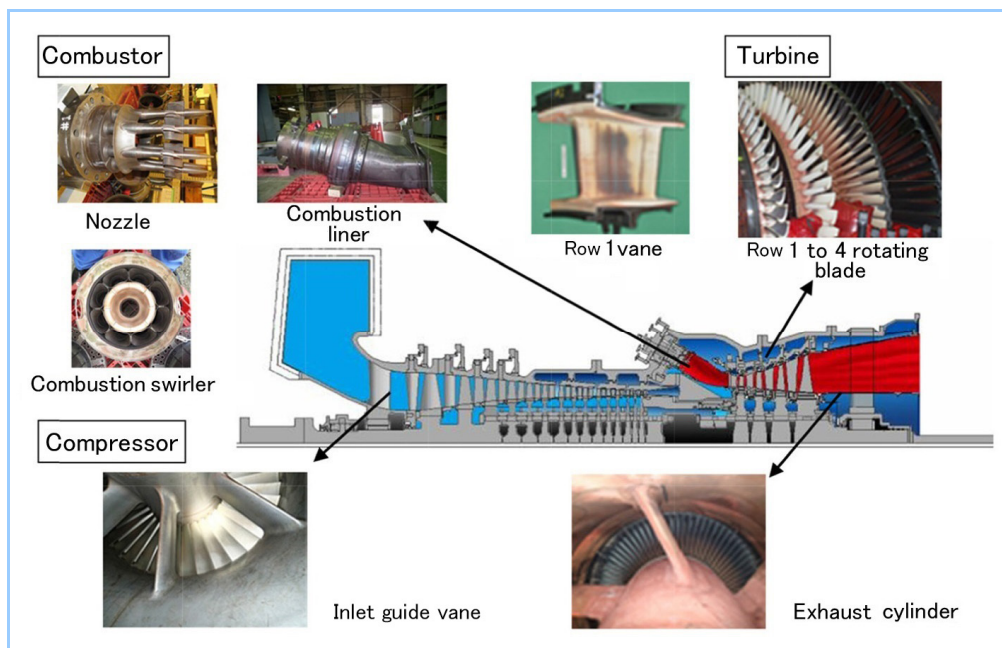 Combustor
Turbine
Nozzle
Combustion
liner
Row 1 vane
Row 1 to 4 rotating
blade
Combustion swirler
Compressor
Inlet guide vane
Exhaust cylinder